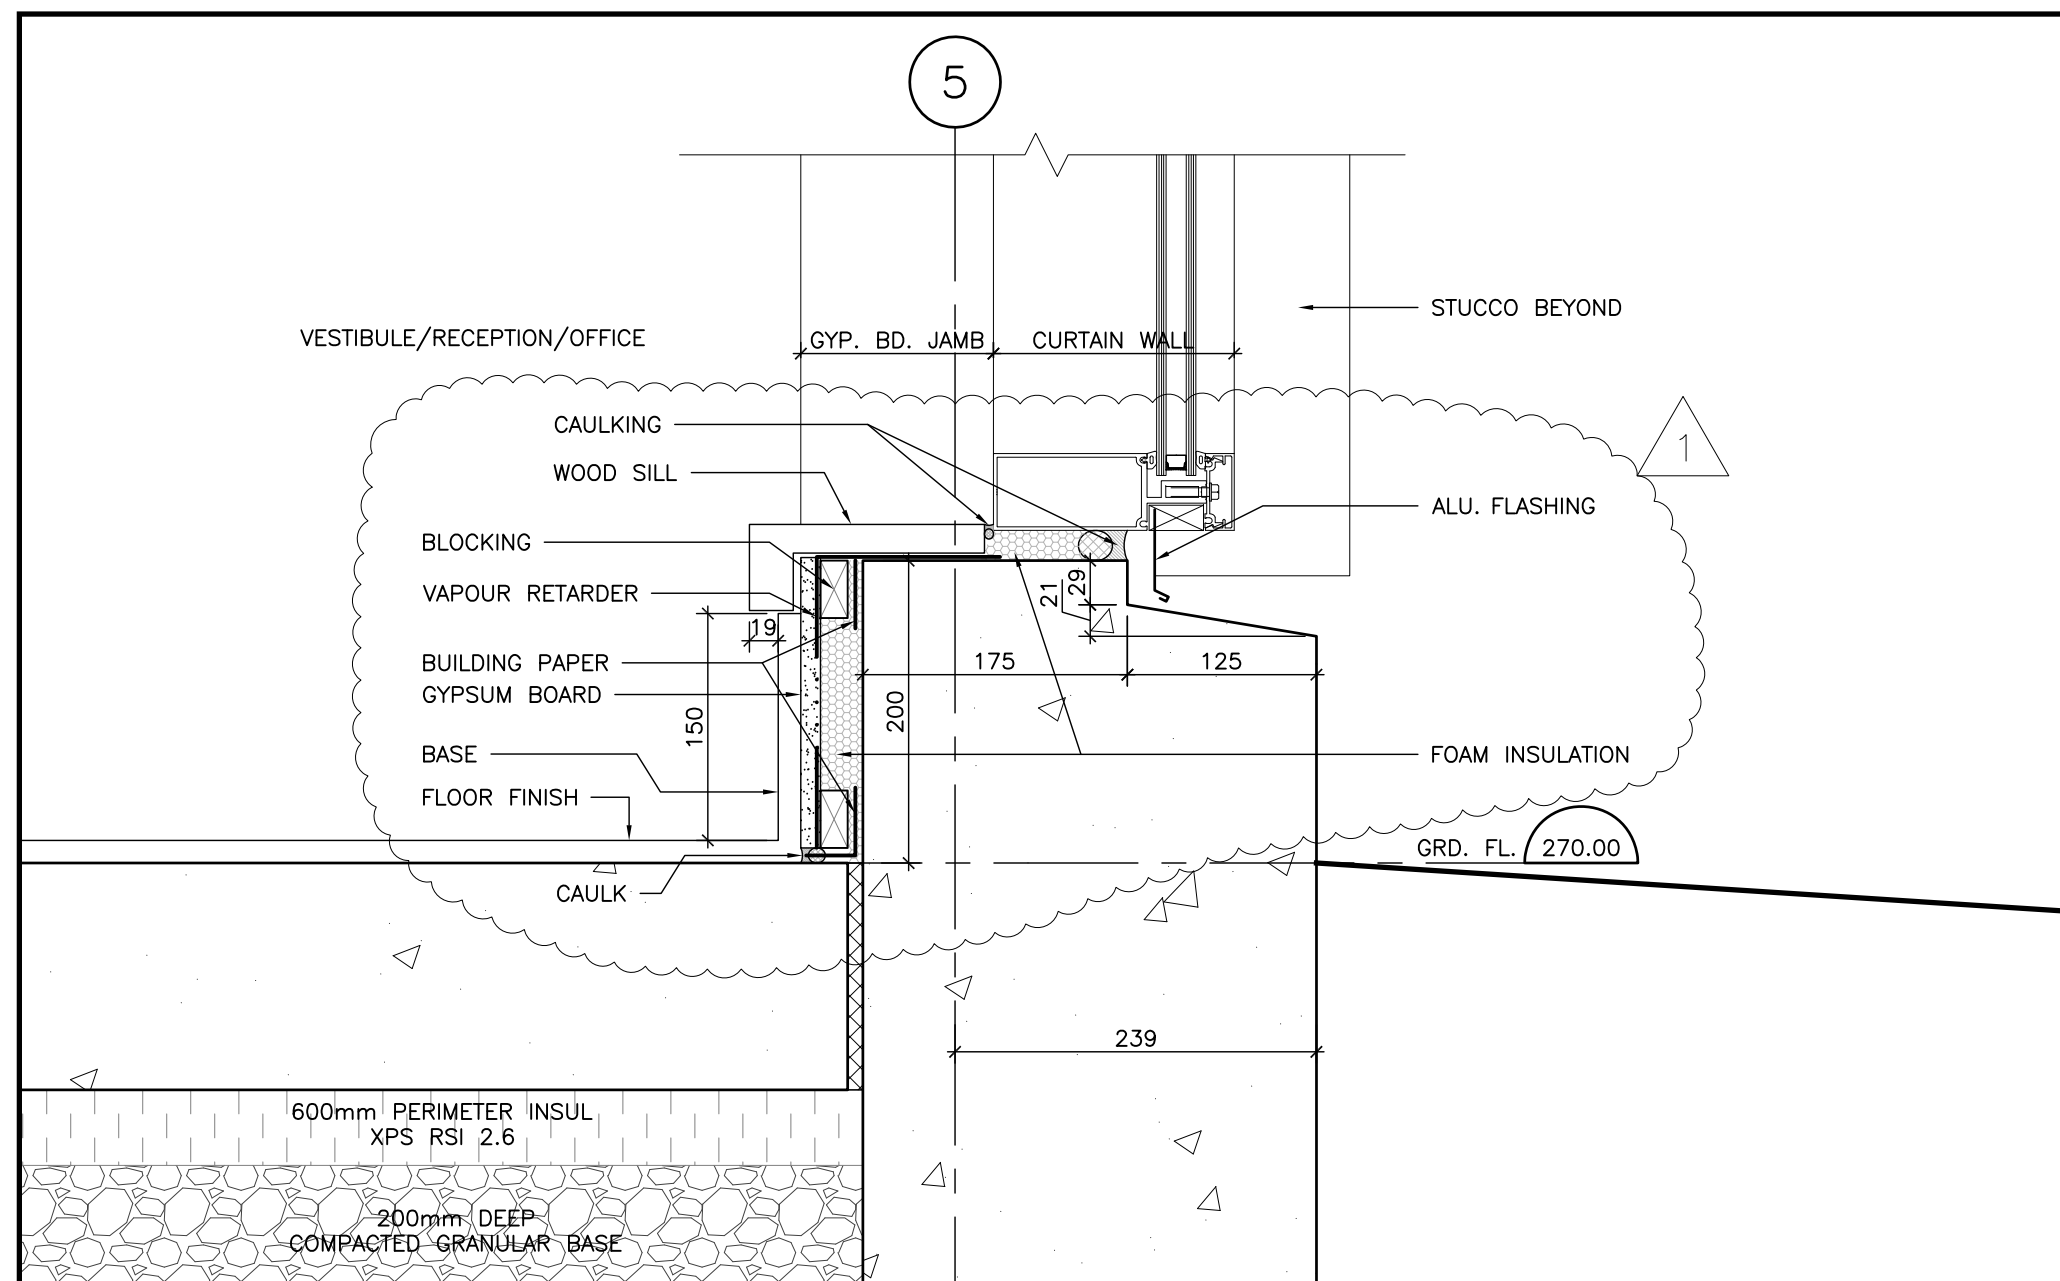 5
STUCCO BEYOND
VESTIBULE/RECEPTION/OFFICE
GYP. BD. JAMB
CURTAIN WALL
CAULKING
1
WOOD SILL
ALU. FLASHING
BLOCKING
VAPOUR RETARDER
21
29
19
BUILDING PAPER
175
125
GYPSUM BOARD
150
200
BASE
FOAM INSULATION
FLOOR FINISH
GRD. FL.
270.00
CAULK
239
600mm PERIMETER INSUL
XPS RSI 2.6
200mm DEEP
COMPACTED GRANULAR BASE